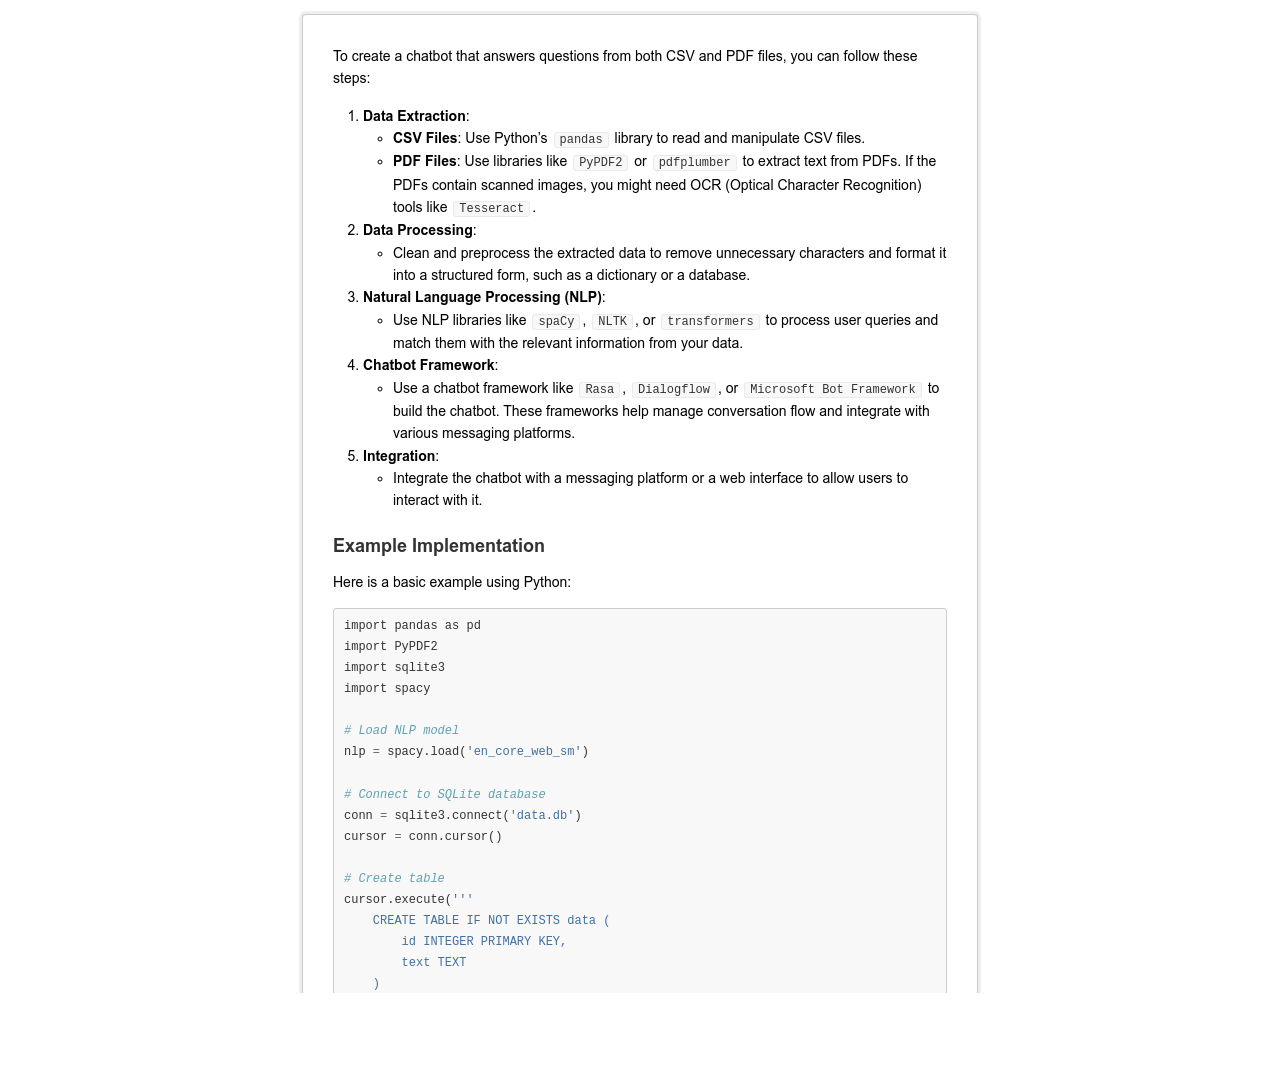 To create a chatbot that answers questions from both CSV and PDF files, you can follow these
steps:
1. Data Extraction:
◦ CSV Files: Use Python’s pandas library to read and manipulate CSV files.
◦ PDF Files: Use libraries like PyPDF2 or pdfplumber to extract text from PDFs. If the
PDFs contain scanned images, you might need OCR (Optical Character Recognition)
tools like Tesseract .
2. Data Processing:
◦ Clean and preprocess the extracted data to remove unnecessary characters and format it
into a structured form, such as a dictionary or a database.
3. Natural Language Processing (NLP):
◦ Use NLP libraries like spaCy , NLTK , or transformers to process user queries and
match them with the relevant information from your data.
4. Chatbot Framework:
◦ Use a chatbot framework like Rasa , Dialogflow , or Microsoft Bot Framework to
build the chatbot. These frameworks help manage conversation flow and integrate with
various messaging platforms.
5. Integration:
◦ Integrate the chatbot with a messaging platform or a web interface to allow users to
interact with it.
Example Implementation
Here is a basic example using Python:
import pandas as pd
import PyPDF2
import sqlite3
import spacy
# Load NLP model
nlp = spacy.load('en_core_web_sm')
# Connect to SQLite database
conn = sqlite3.connect('data.db')
cursor = conn.cursor()
# Create table
cursor.execute('''
    CREATE TABLE IF NOT EXISTS data (
        id INTEGER PRIMARY KEY,
        text TEXT
    )